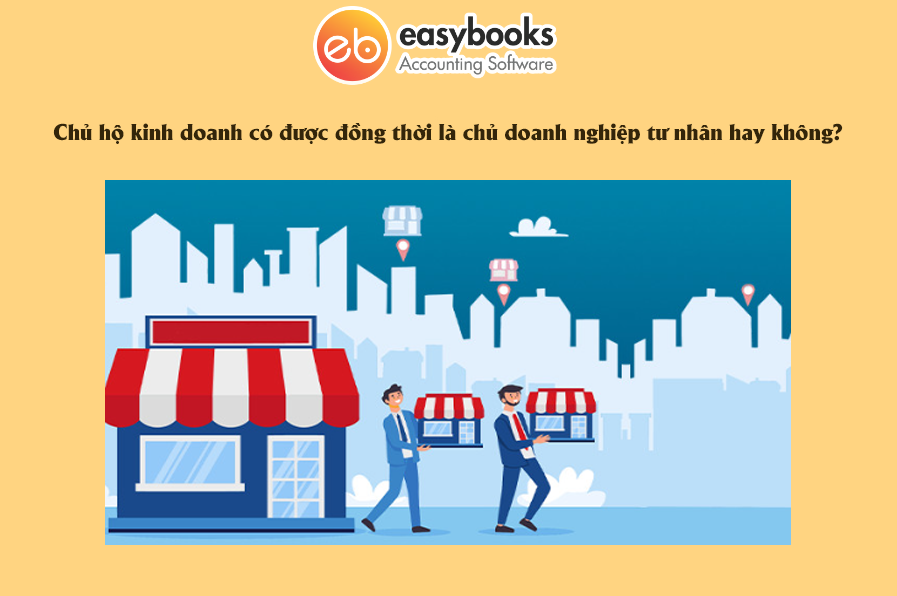 eb
easybooks
Accounting Software
Chủ hộ kinh doanh có được đồng thời là chủ doanh nghiệp tư nhân hay không?